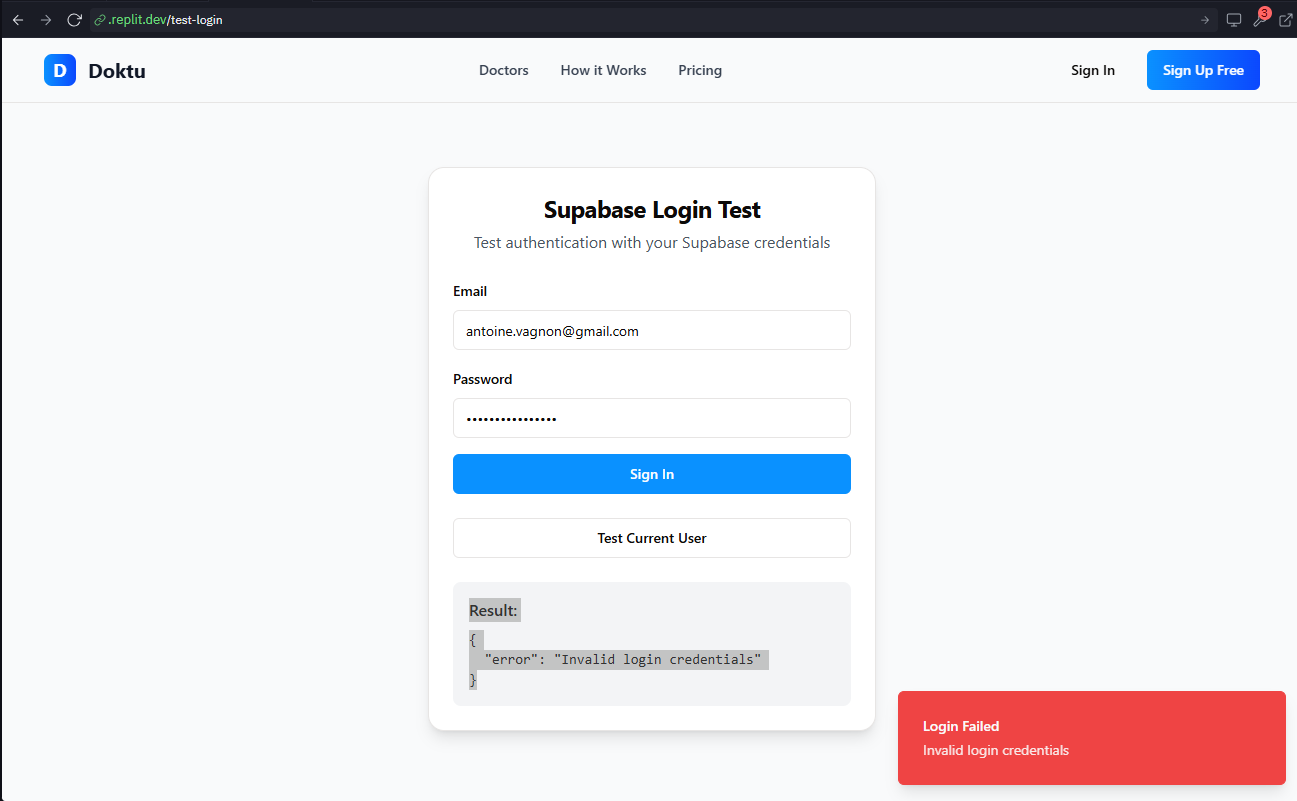 .replit.dev/test-login
3
D Doktu
Doctors How it Works Pricing
Sign In Sign Up Free
Supabase Login Test
Test authentication with your Supabase credentials
Email
antoine.vagnon@gmail.com
Password
••••••••••••••••
Sign In
Test Current User
Result:
{
"error": "Invalid login credentials"
}
Login Failed
Invalid login credentials